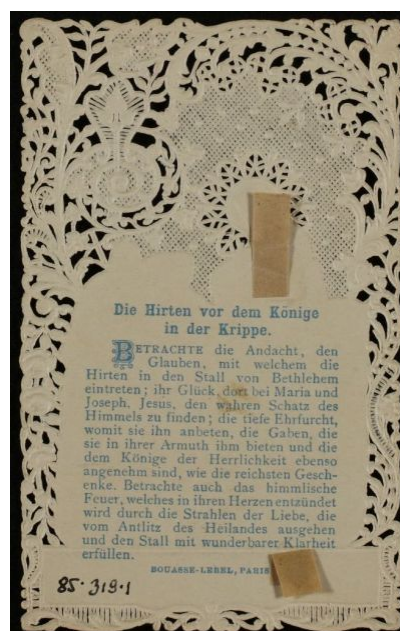 Die Hirten vor dem Könige
in der Krippe.
BETRACHTE die Andacht, den
Glauben, mit welchem die
Hirten in den Stall von Bethlehem
eintreten; ihr Glück dort bei Maria und
Joseph, Jesus, den wahren Schatz des
Himmels zu finden; die tiefe Ehrfurcht,
womit sie ihn anbeten, die Gaben, die
sie in ihrer Armuth ihm bieten und die
dem Könige der Herrlichkeit ebenso
angenehm sind, wie die reichsten Gesch-
enke. Betrachte auch das himmlische
Feuer, welches in ihren Herzen entzündet
wird durch die Strahlen der Liebe, die
vom Antlitz des Heilandes ausgehen
und den Stall mit wunderbarer Klarheit
erfüllen.
BOUASSE-LEBEL, PARIS
85·319·1